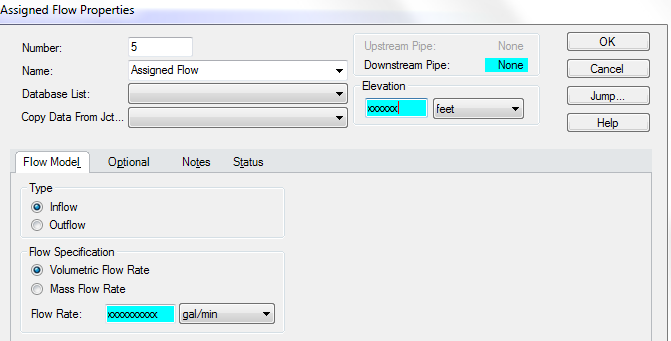 Assigned Flow Properties
Number: 5
Name: Assigned Flow
Database List:
Copy Data From Jct...
Upstream Pipe: None
Downstream Pipe: None
Elevation
xxxxxx feet
OK
Cancel
Jump...
Help
Flow Model Optional Notes Status
Type
Inflow
Outflow
Flow Specification
Volumetric Flow Rate
Mass Flow Rate
Flow Rate: xxxxxxxxxx gal/min